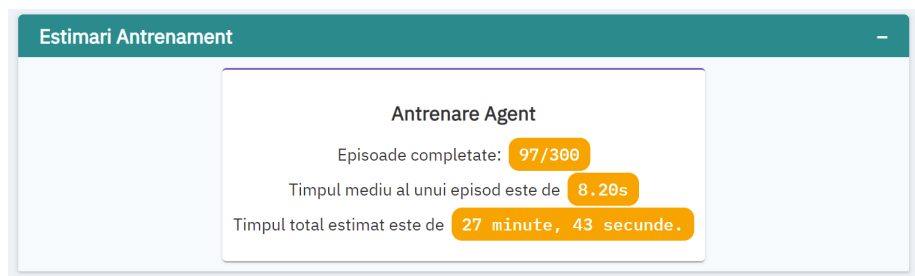 Estimari Antrenament –
Antrenare Agent
Episoade completate: 97/300
Timpul mediu al unui episod este de 8.20s
Timpul total estimat este de 27 minute, 43 secunde.